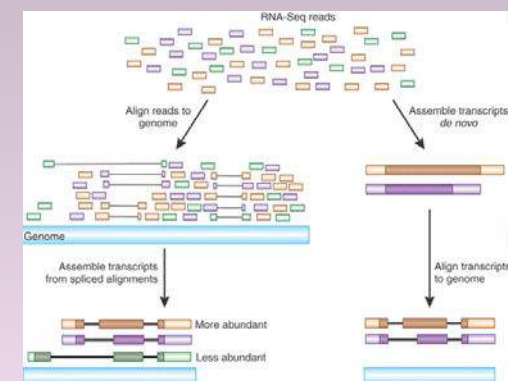 RNA-Seq reads
Align reads to
genome
Assemble transcripts
de novo
Genome
Assemble transcripts
from spliced alignments
Align transcripts
to genome
More abundant
Less abundant